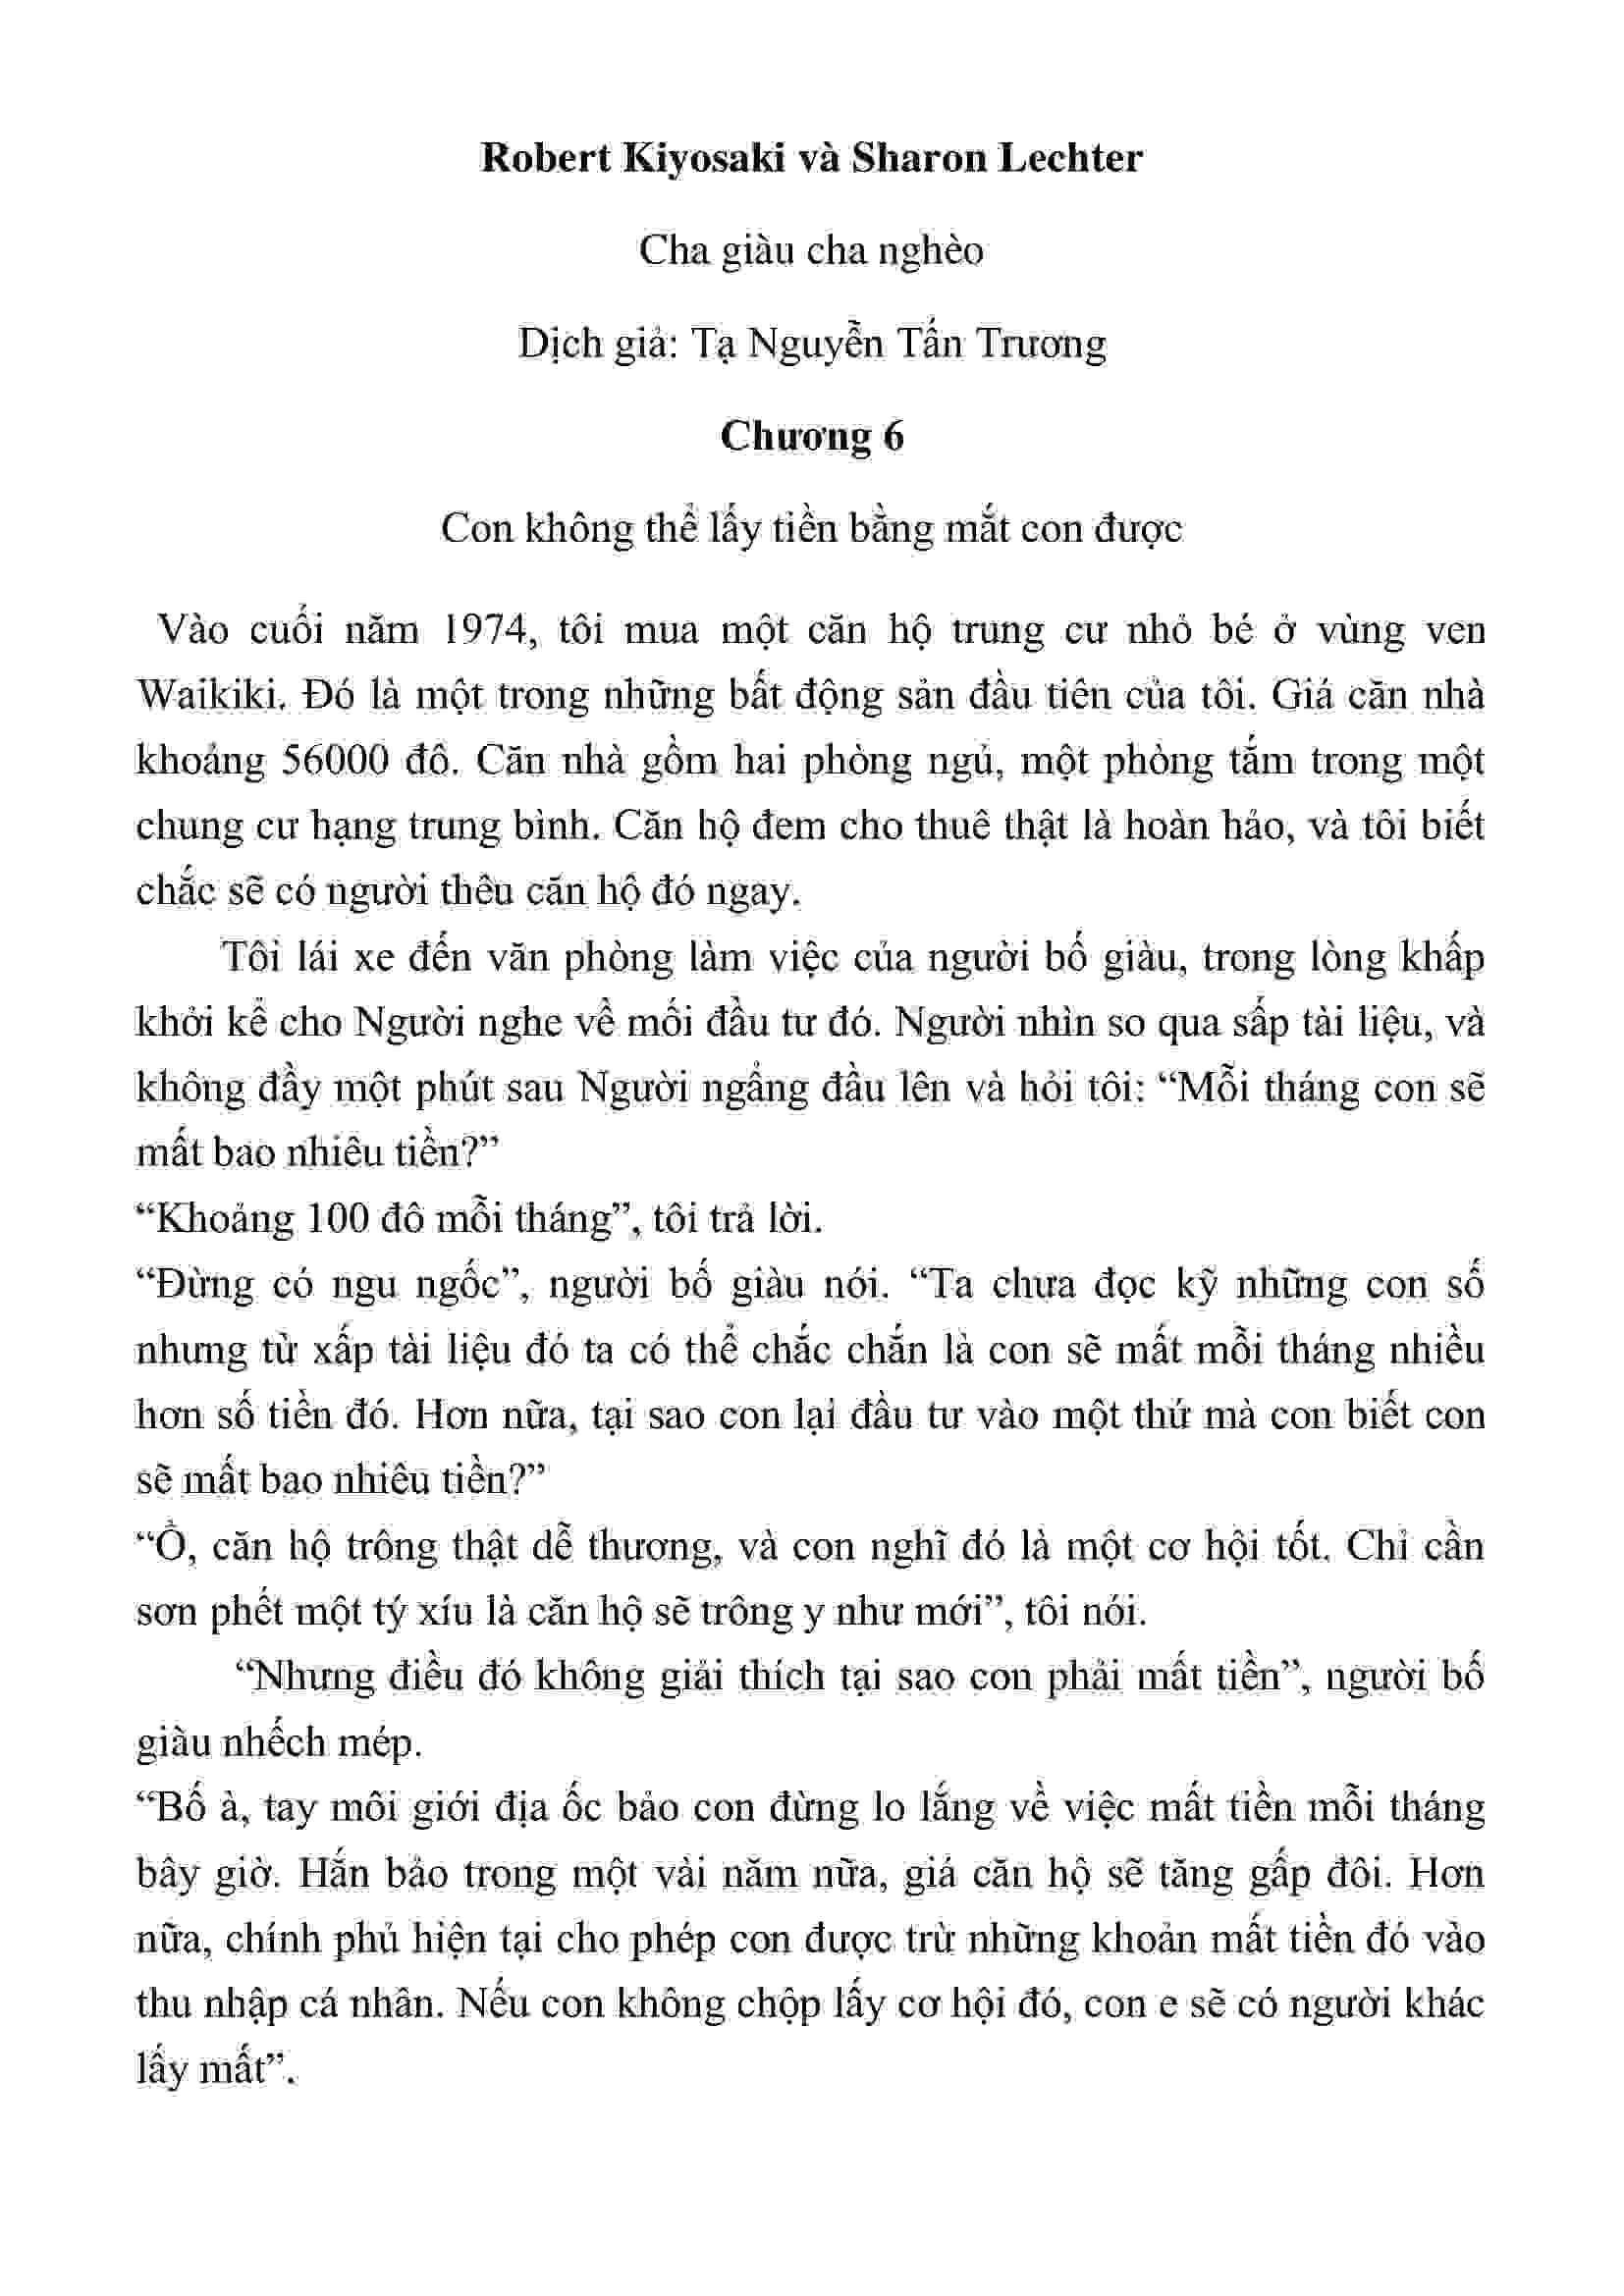 Robert Kiyosaki và Sharon Lechter
Cha giàu cha nghèo
Dịch giả: Tạ Nguyễn Tấn Trương
Chương 6
Con không thể lấy tiền bằng mắt con được
Vào cuối năm 1974, tôi mua một căn hộ trung cư nhỏ bé ở vùng ven
Waikiki. Đó là một trong những bất động sản đầu tiên của tôi. Giá căn nhà
khoảng 56000 đô. Căn nhà gồm hai phòng ngủ, một phòng tắm trong một
chung cư hạng trung bình. Căn hộ đem cho thuê thật là hoàn hảo, và tôi biết
chắc sẽ có người thêu căn hộ đó ngay.
Tôi lái xe đến văn phòng làm việc của người bố giàu, trong lòng khấp
khởi kể cho Người nghe về mối đầu tư đó. Người nhìn so qua sấp tài liệu, và
không đầy một phút sau Người ngẩng đầu lên và hỏi tôi: “Mỗi tháng con sẽ
mất bao nhiêu tiền?”
“Khoảng 100 đô mỗi tháng”, tôi trả lời.
“Đừng có ngu ngốc”, người bố giàu nói. “Ta chưa đọc kỹ những con số
nhưng từ xấp tài liệu đó ta có thể chắc chắn là con sẽ mất mỗi tháng nhiều
hơn số tiền đó. Hơn nữa, tại sao con lại đầu tư vào một thứ mà con biết con
sẽ mất bao nhiêu tiền?”
“Ồ, căn hộ trông thật dễ thương, và con nghĩ đó là một cơ hội tốt. Chỉ cần
sơn phết một tý xíu là căn hộ sẽ trông y như mới”, tôi nói.
“Nhưng điều đó không giải thích tại sao con phải mất tiền”, người bố
giàu nhếch mép.
“Bố à, tay môi giới địa ốc bảo con đừng lo lắng về việc mất tiền mỗi tháng
bây giờ. Hắn bảo trong một vài năm nữa, giá căn hộ sẽ tăng gấp đôi. Hơn
nữa, chính phủ hiện tại cho phép con được trừ những khoản mất tiền đó vào
thu nhập cá nhân. Nếu con không chộp lấy cơ hội đó, con e sẽ có người khác
lấy mất”.